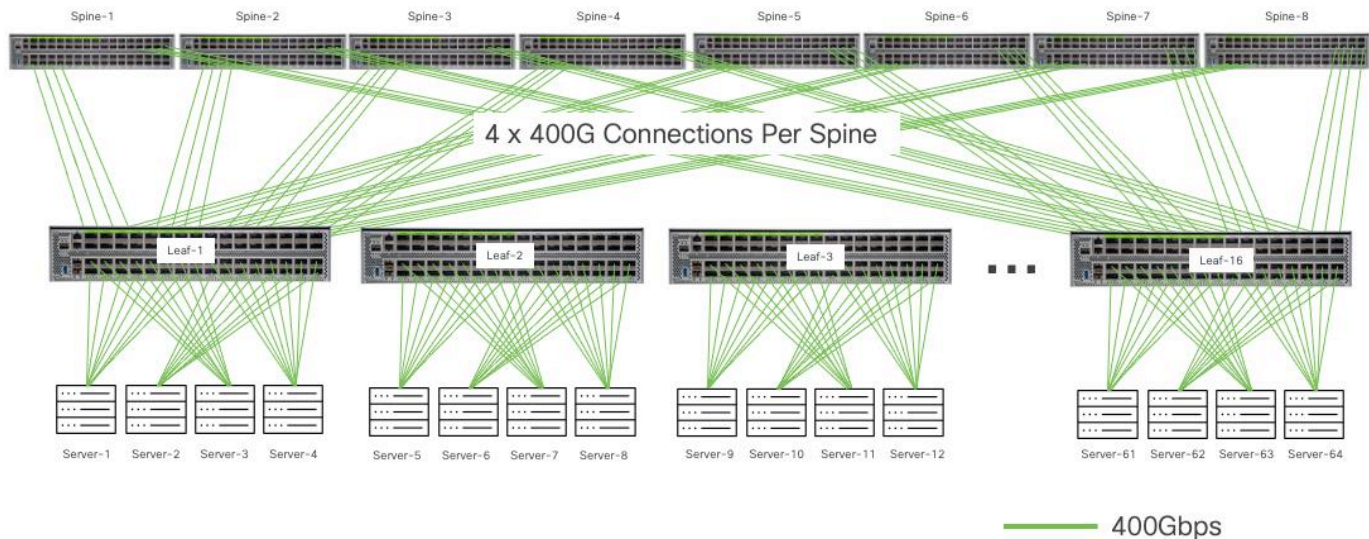 Spine-1
Spine-2
Spine-3
Spine-4
Spine-5
Spine-6
Spine-7
Spine-8
4 x 400G Connections Per Spine
Leaf-1
Leaf-2
Leaf-3
Leaf-16
Server-1
Server-2
Server-3
Server-4
Server-5
Server-6
Server-7
Server-8
Server-9
Server-10
Server-11
Server-12
Server-61
Server-62
Server-63
Server-64
400Gbps